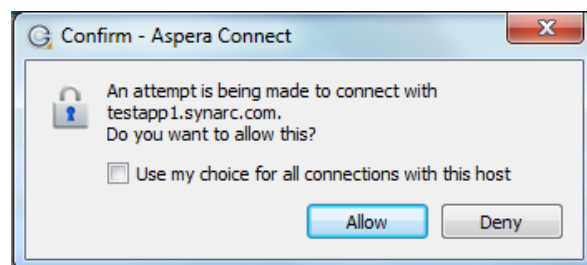 Confirm - Aspera Connect
An attempt is being made to connect with
testapp1.synarc.com.
Do you want to allow this?
Use my choice for all connections with this host
Allow Deny